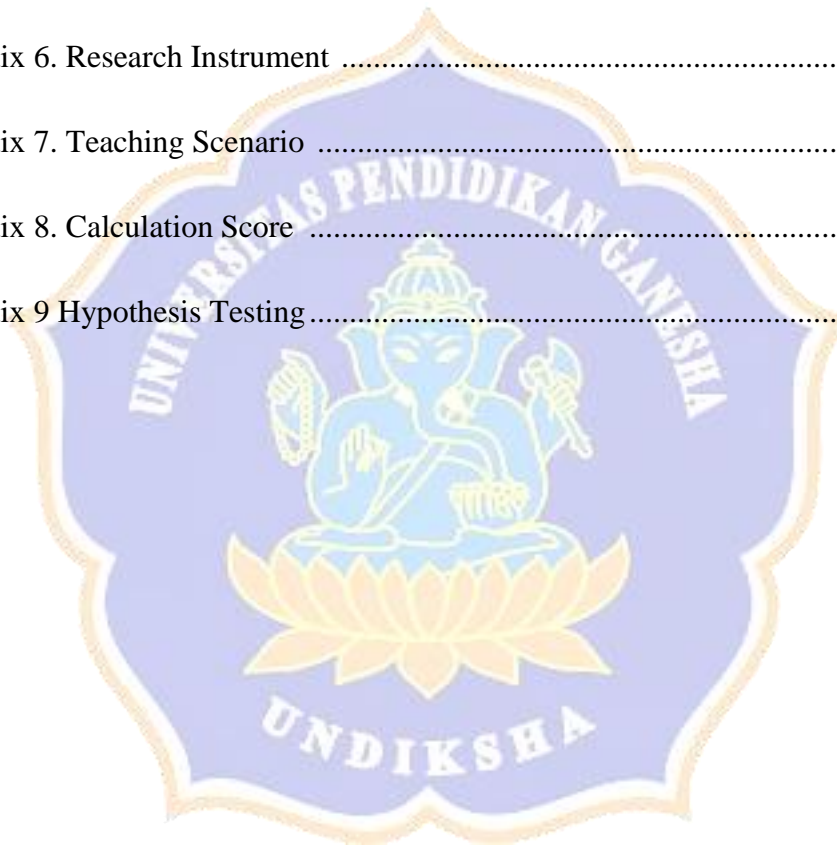 ix 6. Research Instrument ..............................................................
ix 7. Teaching Scenario .................................................................
ix 8. Calculation Score ..................................................................
ix 9 Hypothesis Testing ..................................................................
UNIVERSITAS PENDIDIKAN GANESHA
UNDIKSHA